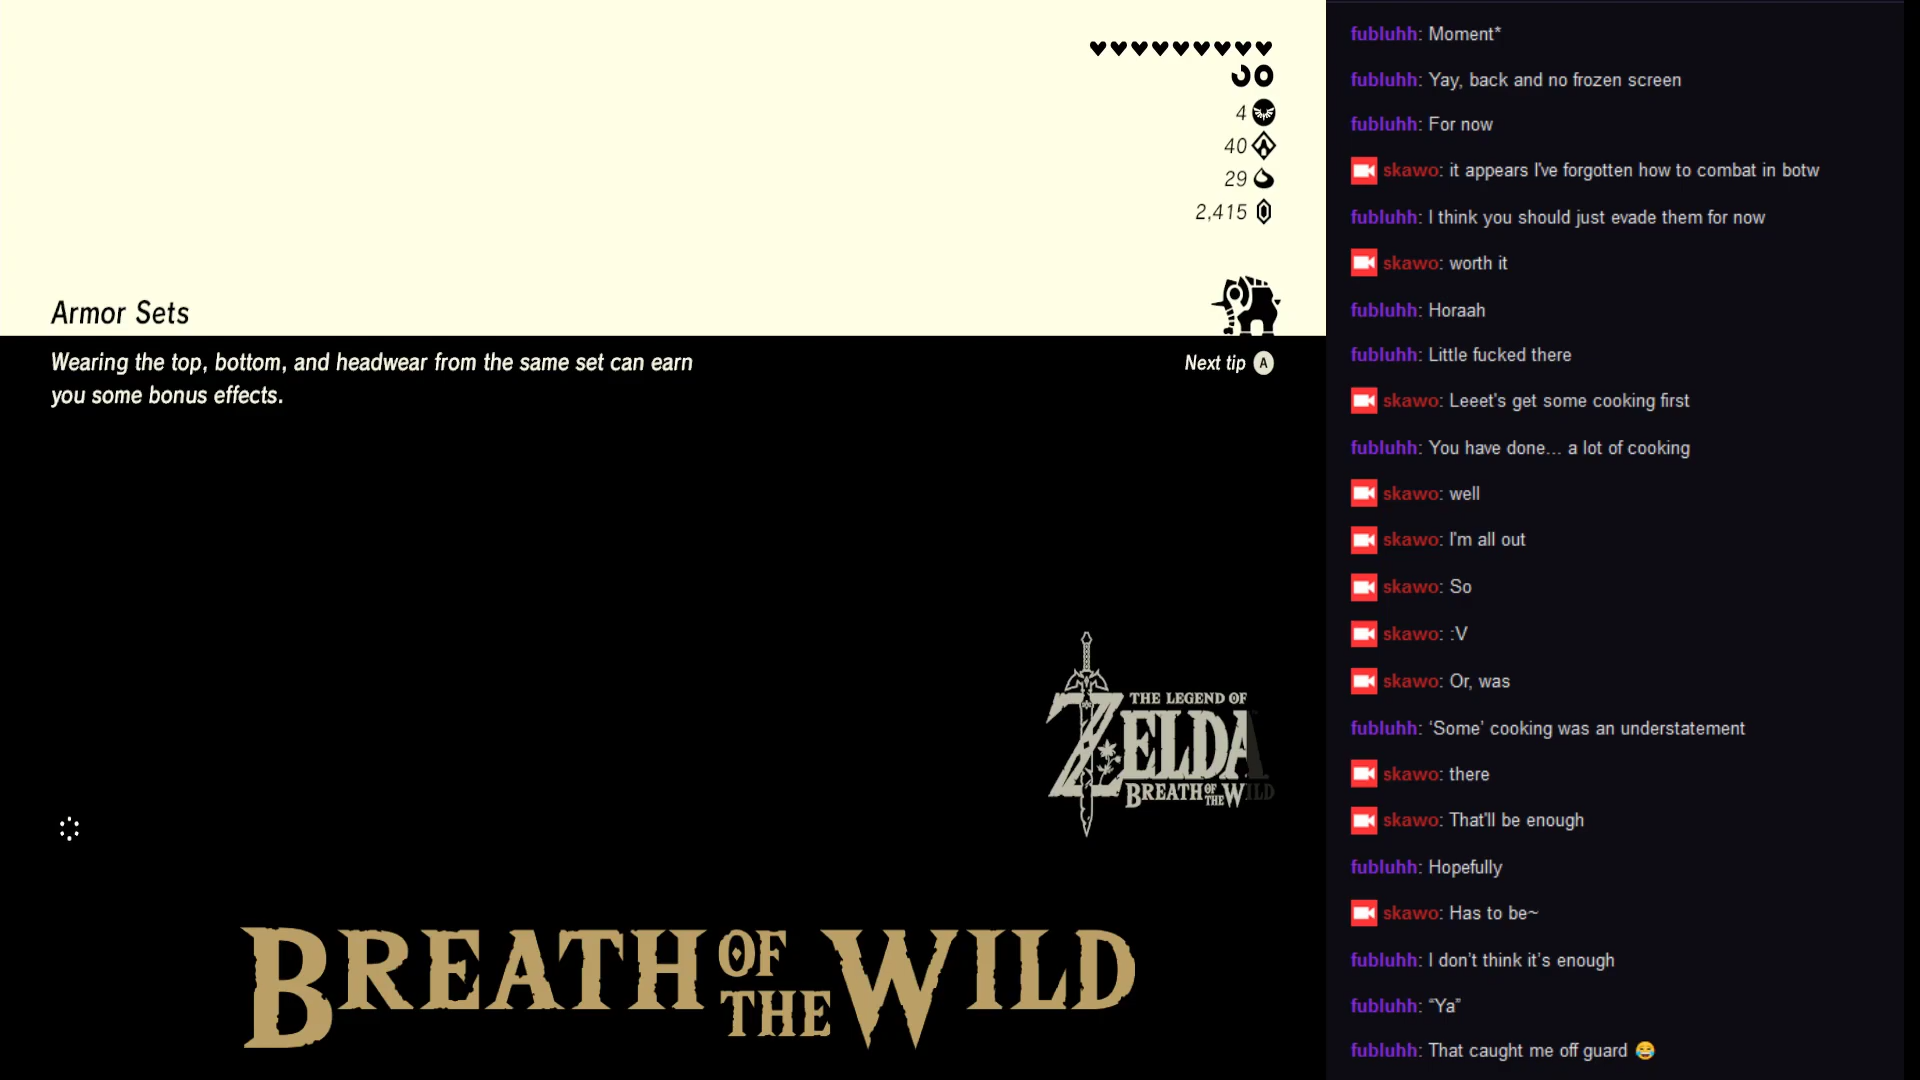 4
40
29
2,415
Armor Sets
Wearing the top, bottom, and headwear from the same set can earn
you some bonus effects.
Next tip A
THE LEGEND OF
ZELDA
BREATH OF THE WILD
BREATH OF THE WILD
fubluhh: Moment*
fubluhh: Yay, back and no frozen screen
fubluhh: For now
skawo: it appears I've forgotten how to combat in botw
fubluhh: I think you should just evade them for now
skawo: worth it
fubluhh: Horaah
fubluhh: Little fucked there
skawo: Leeet's get some cooking first
fubluhh: You have done... a lot of cooking
skawo: well
skawo: I'm all out
skawo: So
skawo: :V
skawo: Or, was
fubluhh: ‘Some’ cooking was an understatement
skawo: there
skawo: That'll be enough
fubluhh: Hopefully
skawo: Has to be~
fubluhh: I don’t think it’s enough
fubluhh: “Ya”
fubluhh: That caught me off guard 😂